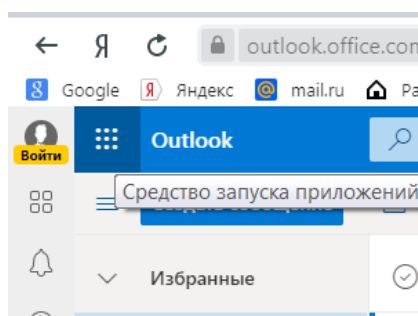 Я outlook.office.com
Google Яндекс mail.ru
Войти Outlook
Средство запуска приложений
Избранные